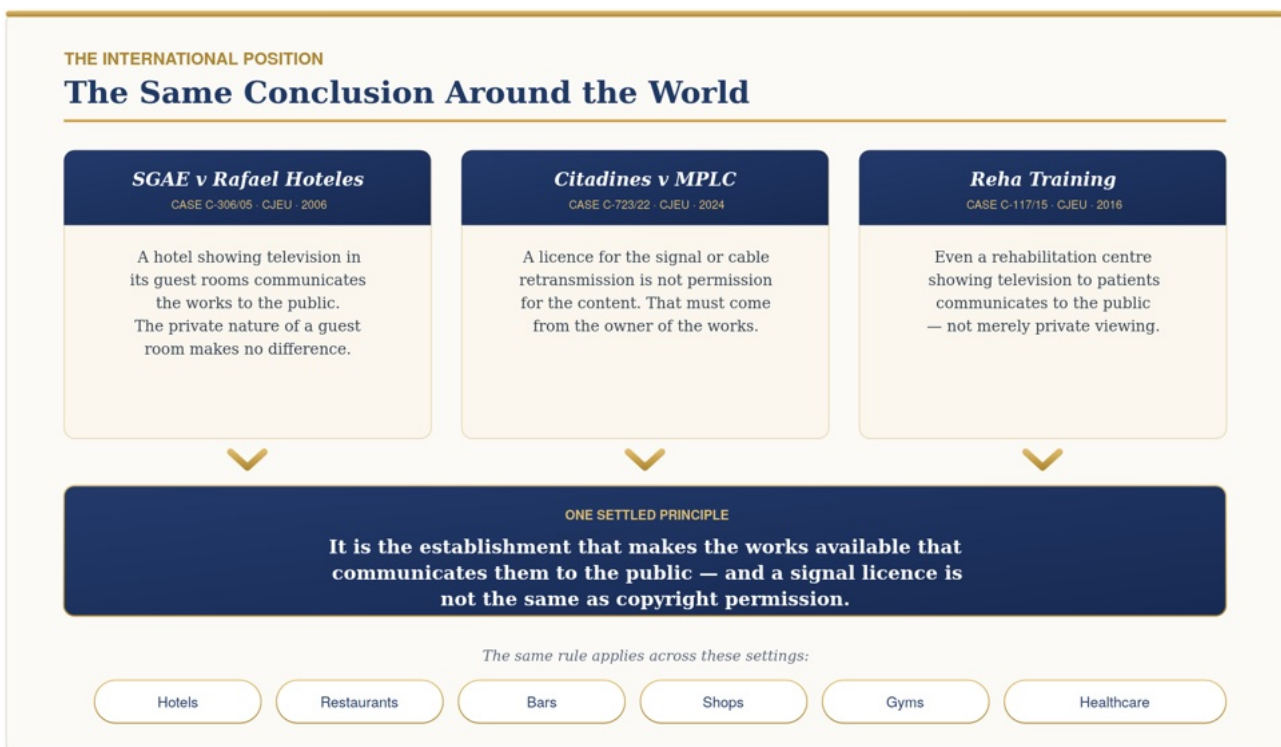 THE INTERNATIONAL POSITION
The Same Conclusion Around the World
SGAE v Rafael Hoteles
CASE C-306/05 · CJEU · 2006
A hotel showing television in
its guest rooms communicates
the works to the public.
The private nature of a guest
room makes no difference.
Citadines v MPLC
CASE C-723/22 · CJEU · 2024
A licence for the signal or cable
retransmission is not permission
for the content. That must come
from the owner of the works.
Reha Training
CASE C-117/15 · CJEU · 2016
Even a rehabilitation centre
showing television to patients
communicates to the public
— not merely private viewing.
ONE SETTLED PRINCIPLE
It is the establishment that makes the works available that
communicates them to the public — and a signal licence is
not the same as copyright permission.
The same rule applies across these settings:
Hotels
Restaurants
Bars
Shops
Gyms
Healthcare